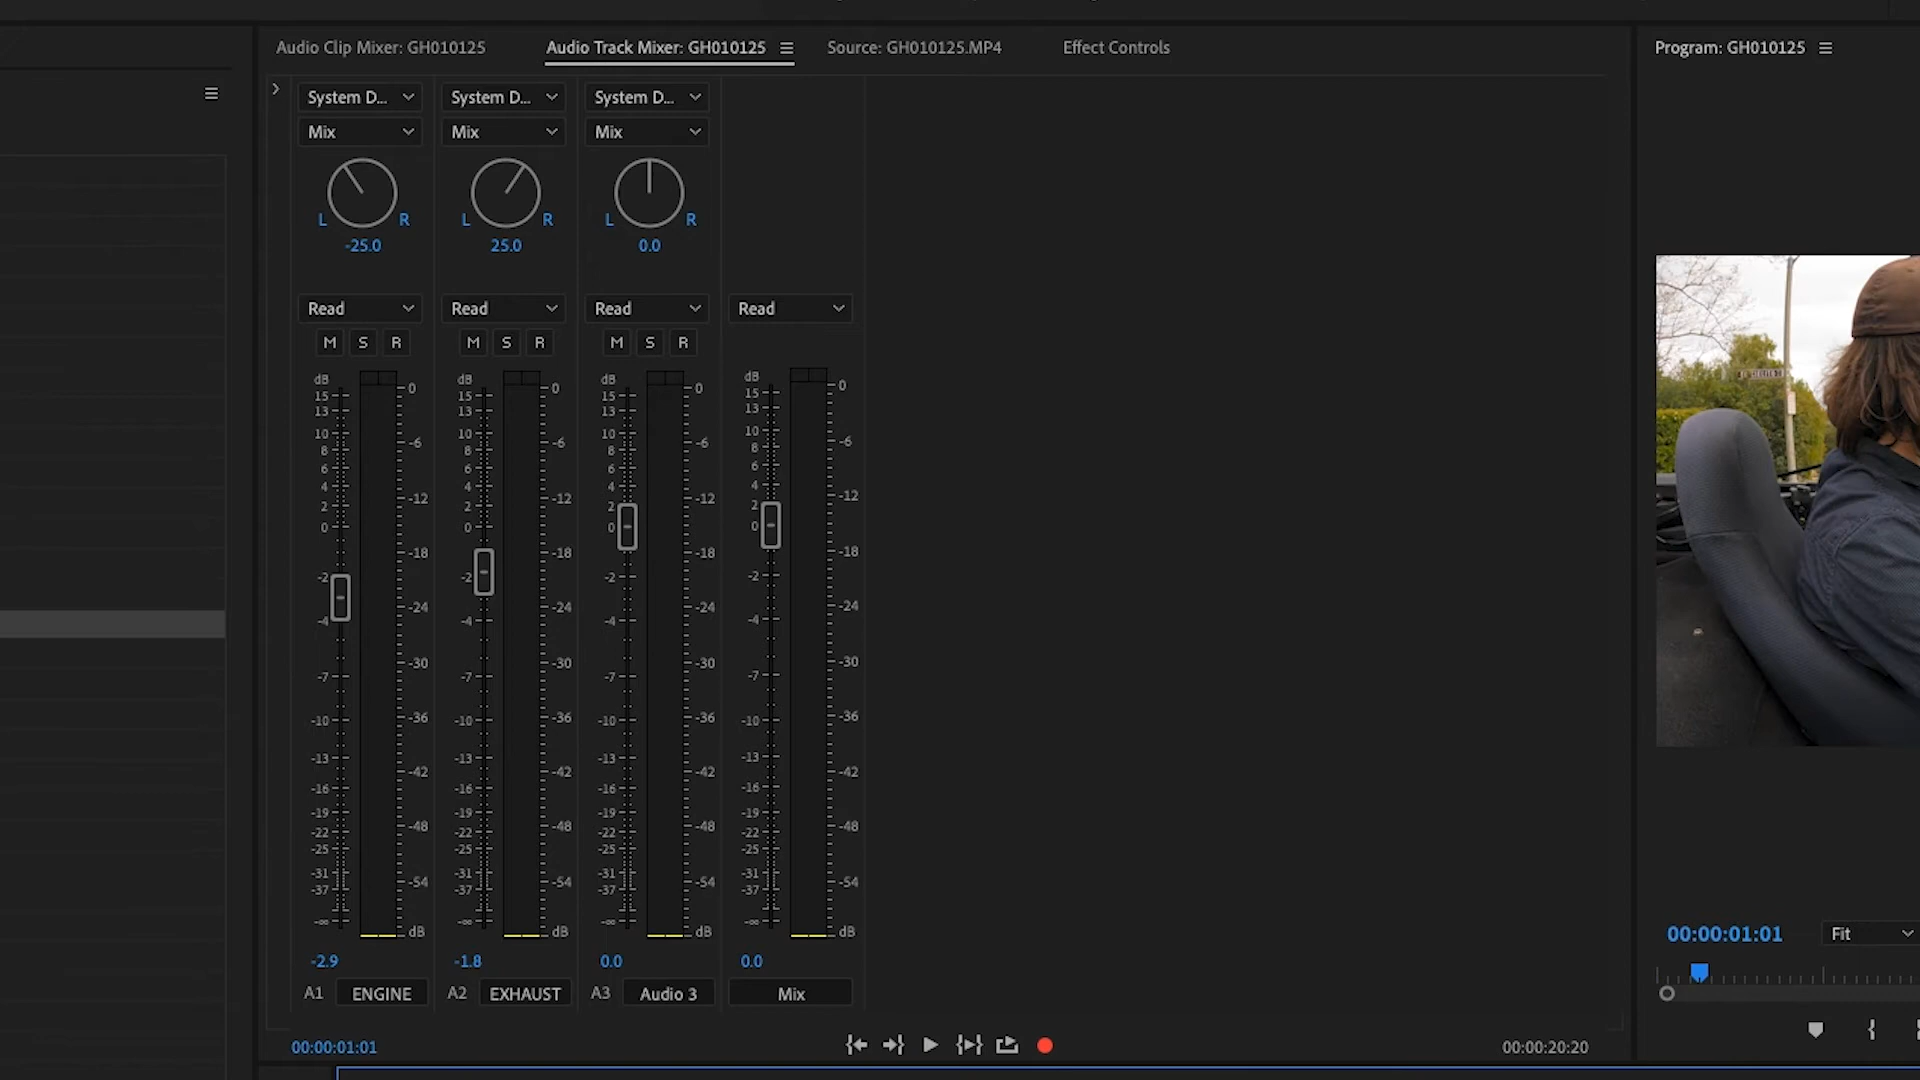 Audio Clip Mixer: GH010125 Audio Track Mixer: GH010125 Source: GH010125.MP4 Effect Controls Program: GH010125
System D... System D... System D...
Mix Mix Mix
L R L R L R
-25.0 25.0 0.0
Read Read Read Read
M S R M S R M S R
dB dB dB dB
15 0 15 0 15 0 15 0
13 13 13 13
10 -6 10 -6 10 -6 10 -6
8 8 8 8
6 6 6 6
4 -12 4 -12 4 -12 4 -12
2 2 2 2
0 0 0 0
-18 -18 -18 -18
-2 -2 -2 -2
-24 -24 -24 -24
-4 -4 -4 -4
-30 -30 -30 -30
-7 -7 -7 -7
-10 -36 -10 -36 -10 -36 -10 -36
-13 -42 -13 -42 -13 -42 -13 -42
-16 -16 -16 -16
-19 -48 -19 -48 -19 -48 -19 -48
-22 -22 -22 -22
-25 -25 -25 -25
-31 -54 -31 -54 -31 -54 -31 -54
-37 -37 -37 -37
-∞ dB -∞ dB -∞ dB -∞ dB
00:00:01:01 Fit
-2.9 -1.8 0.0 0.0
A1 ENGINE A2 EXHAUST A3 Audio 3 Mix
00:00:01:01 00:00:20:20